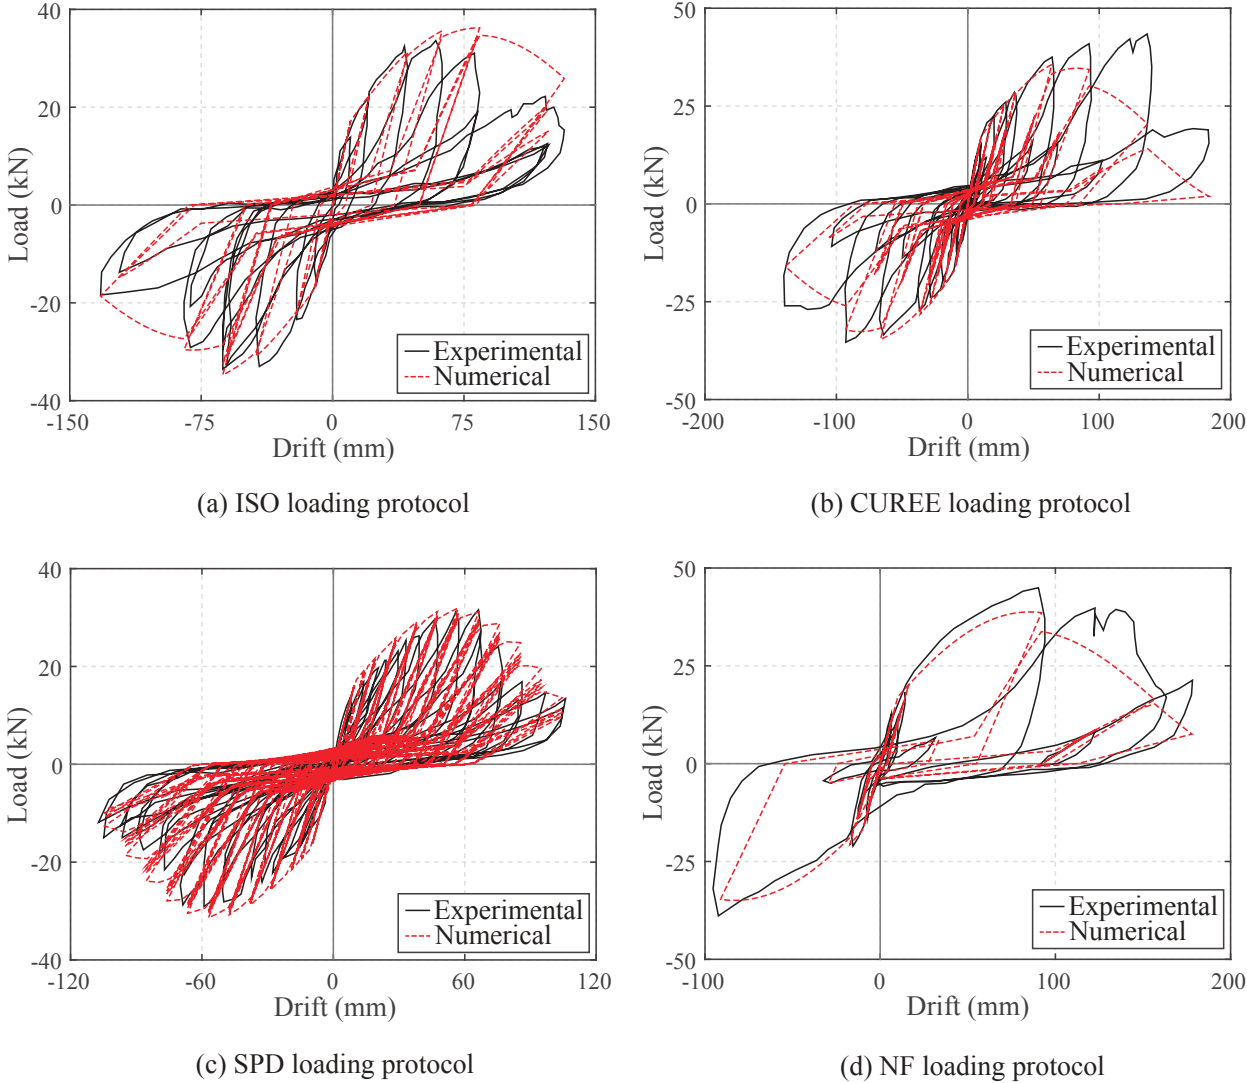 40
20
0
-20
-40
Load (kN)
-150
-75
0
75
150
Drift (mm)
Experimental
Numerical
(a) ISO loading protocol
50
25
0
-25
-50
Load (kN)
-200
-100
0
100
200
Drift (mm)
Experimental
Numerical
(b) CUREE loading protocol
40
20
0
-20
-40
Load (kN)
-120
-60
0
60
120
Drift (mm)
Experimental
Numerical
(c) SPD loading protocol
50
25
0
-25
-50
Load (kN)
-100
0
100
200
Drift (mm)
Experimental
Numerical
(d) NF loading protocol